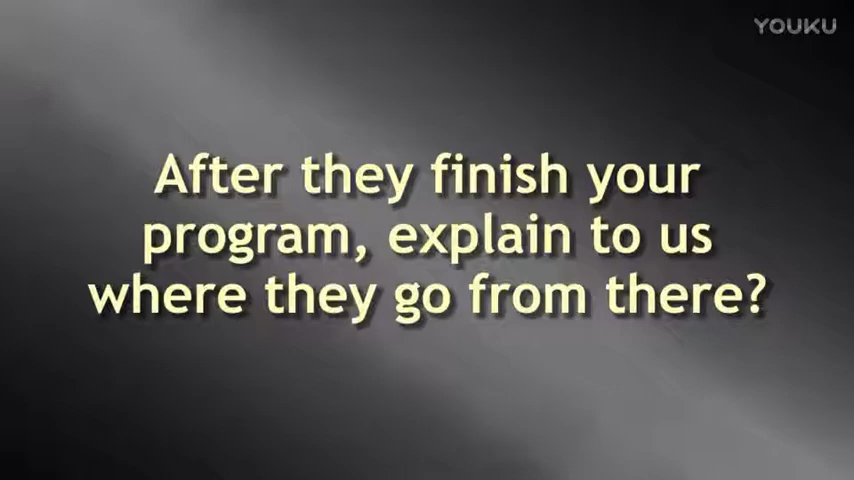 YOUKU
After they finish your
program, explain to us
where they go from there?